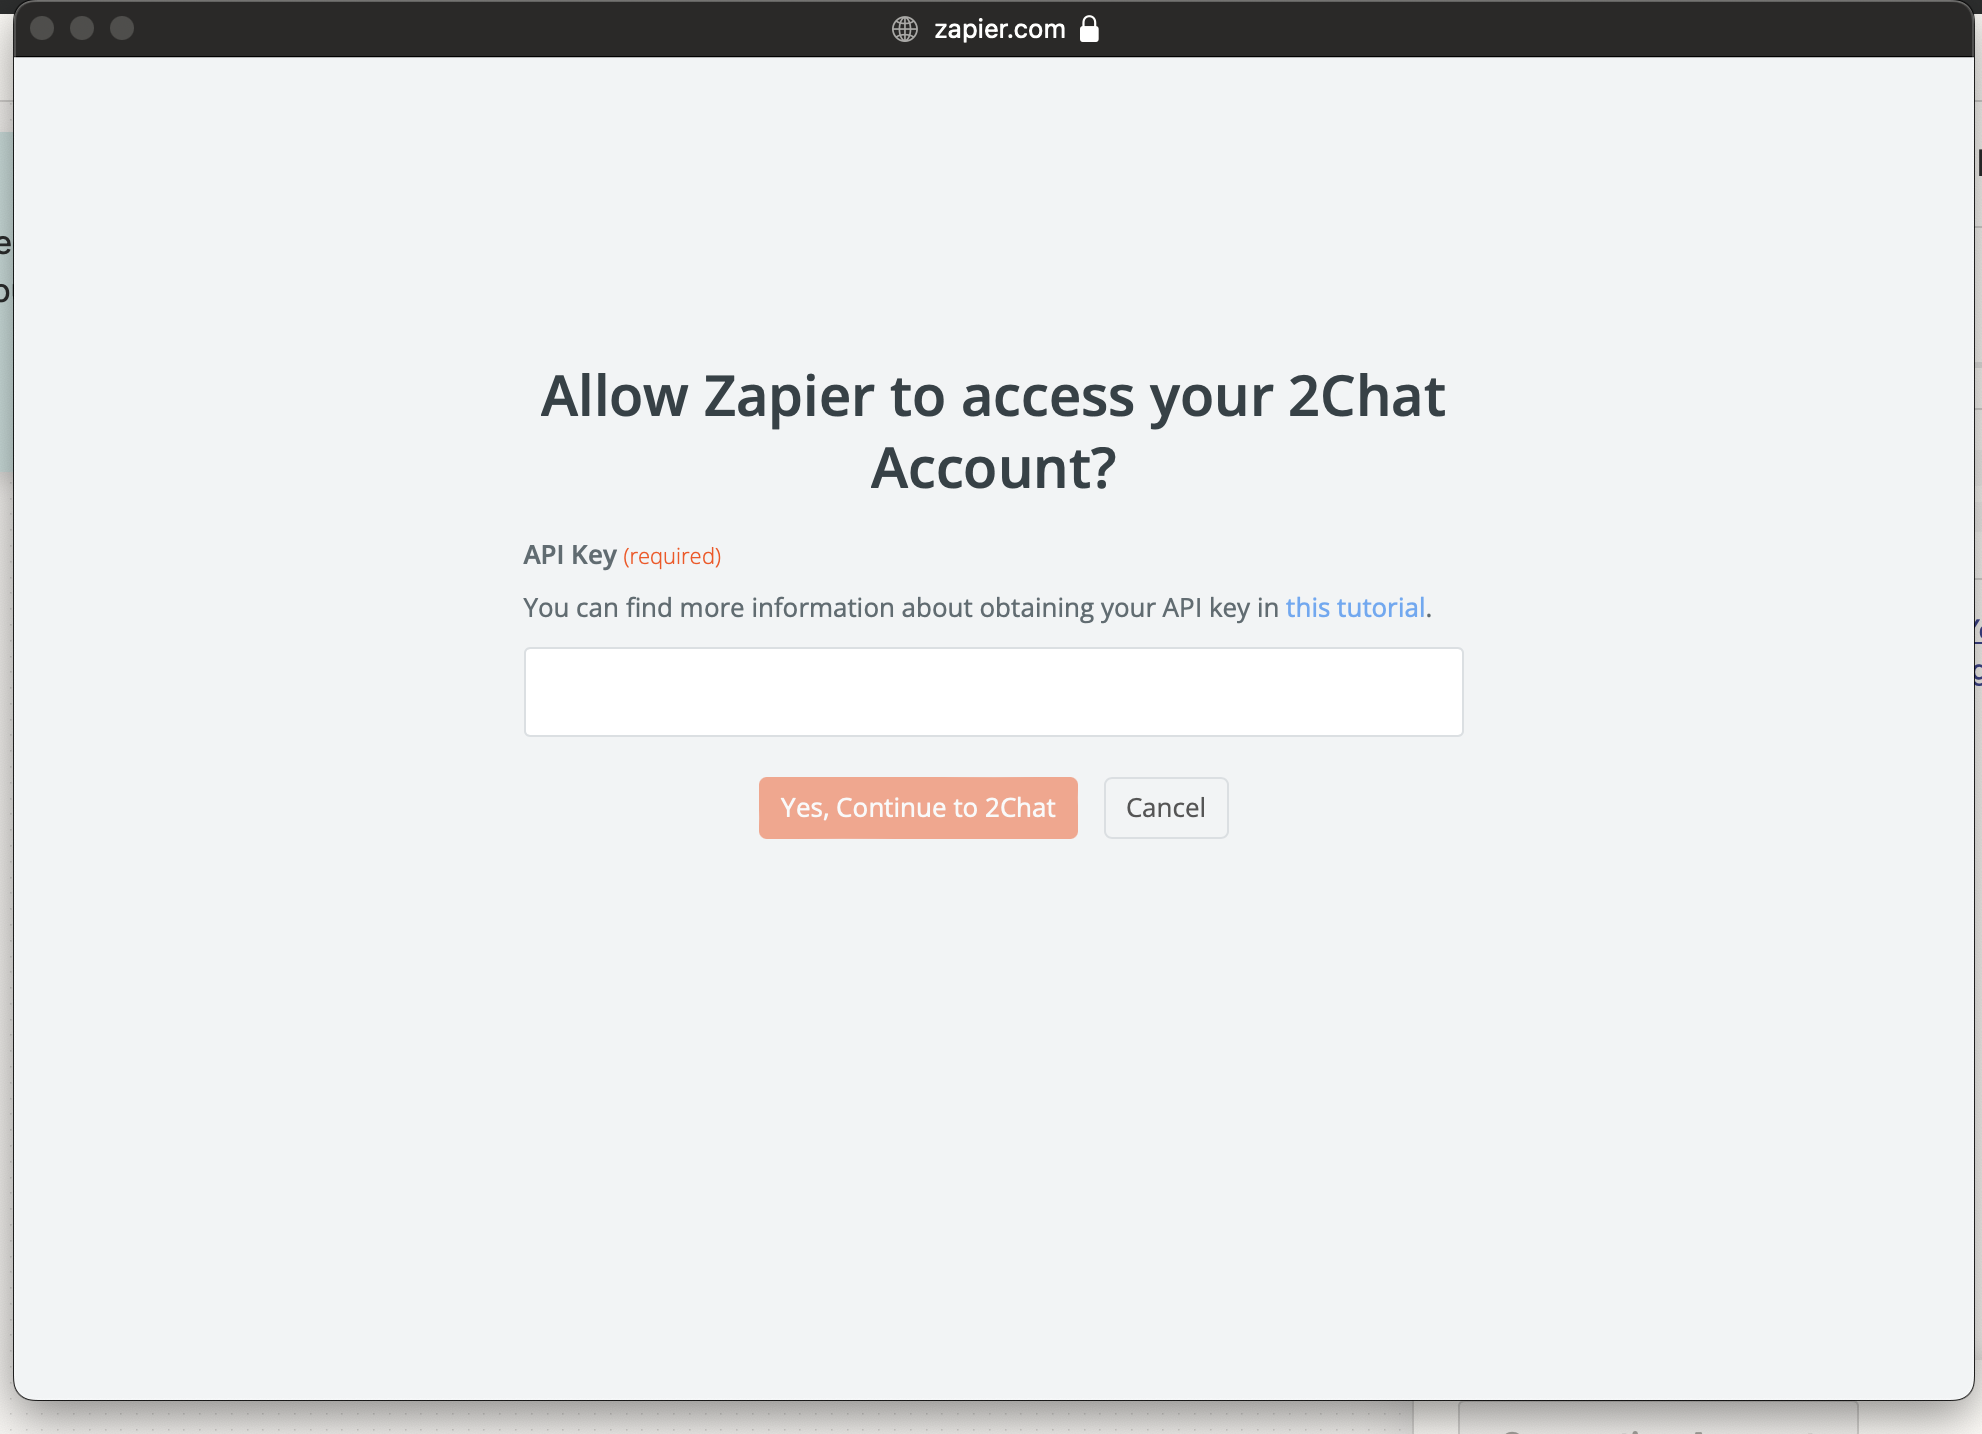 zapier.com
Allow Zapier to access your 2Chat
Account?
API Key (required)
You can find more information about obtaining your API key in this tutorial.
Yes, Continue to 2Chat
Cancel